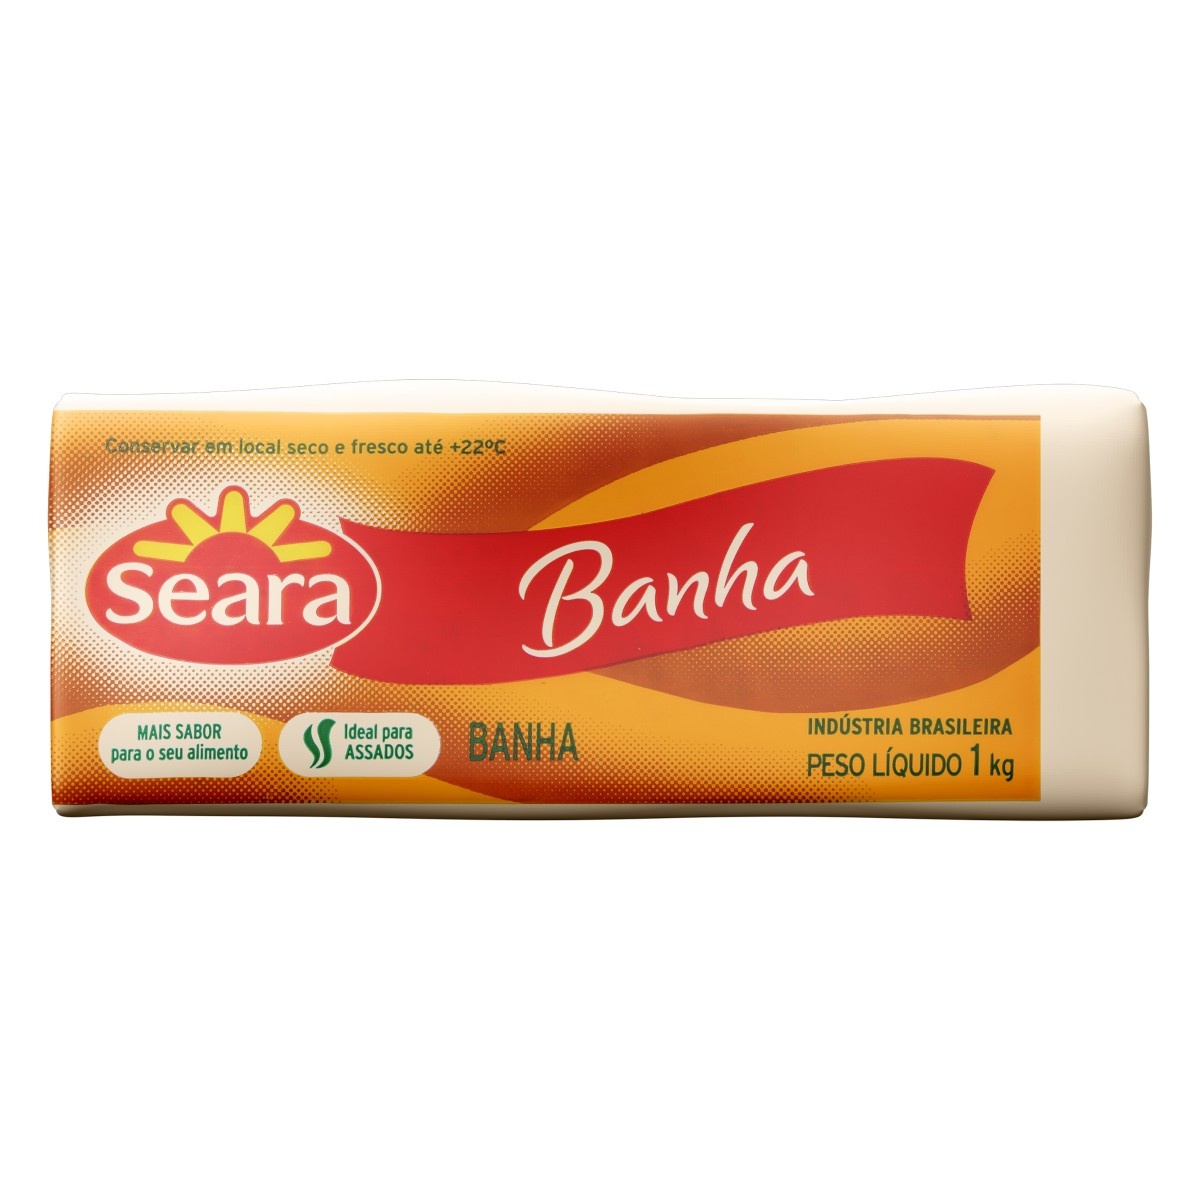 Conservar em local seco e fresco até +22ºC
Seara
Banha
MAIS SABOR
para o seu alimento
Ideal para
ASSADOS
BANHA
INDÚSTRIA BRASILEIRA
PESO LÍQUIDO 1 kg